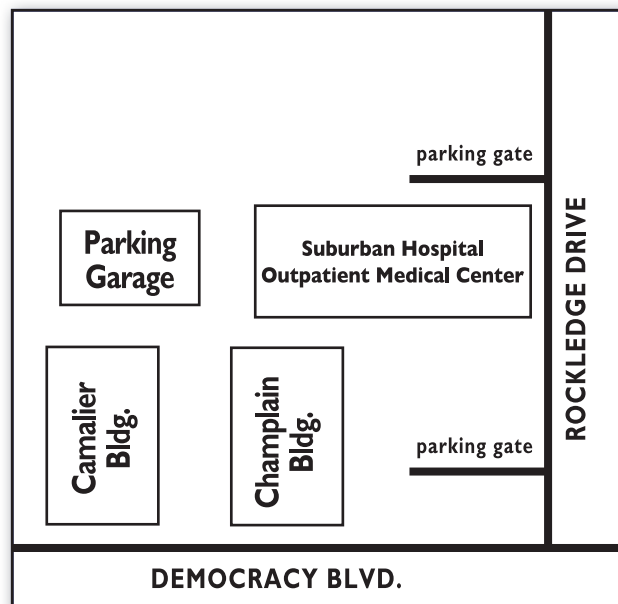 parking gate
Parking
Garage
Suburban Hospital
Outpatient Medical Center
ROCKLEDGE DRIVE
Camalier
Bldg.
Champlain
Bldg.
parking gate
DEMOCRACY BLVD.